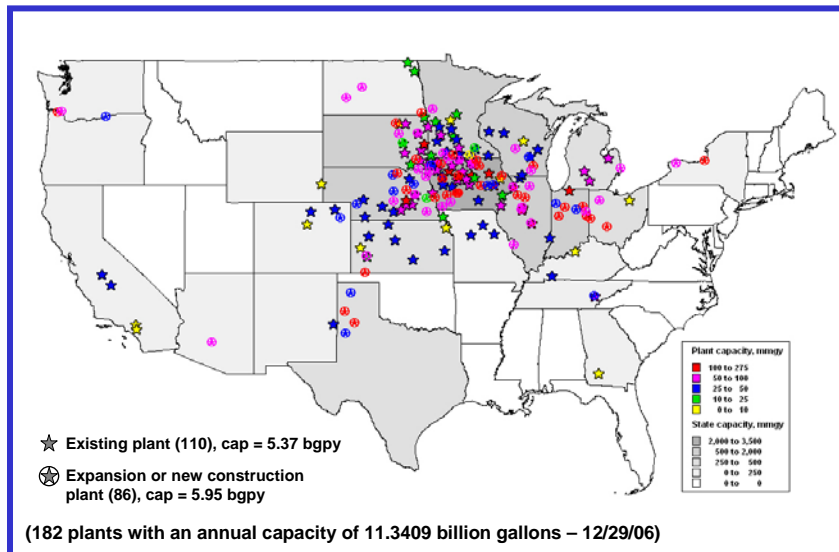 Plant capacity, mmgy
100 to 275
50 to 100
25 to 50
10 to 25
0 to 10
State capacity, mmgy
2,000 to 3,500
500 to 2,000
250 to 500
0 to 250
0 to 0
Existing plant (110), cap = 5.37 bgpy
Expansion or new construction
plant (86), cap = 5.95 bgpy
(182 plants with an annual capacity of 11.3409 billion gallons – 12/29/06)